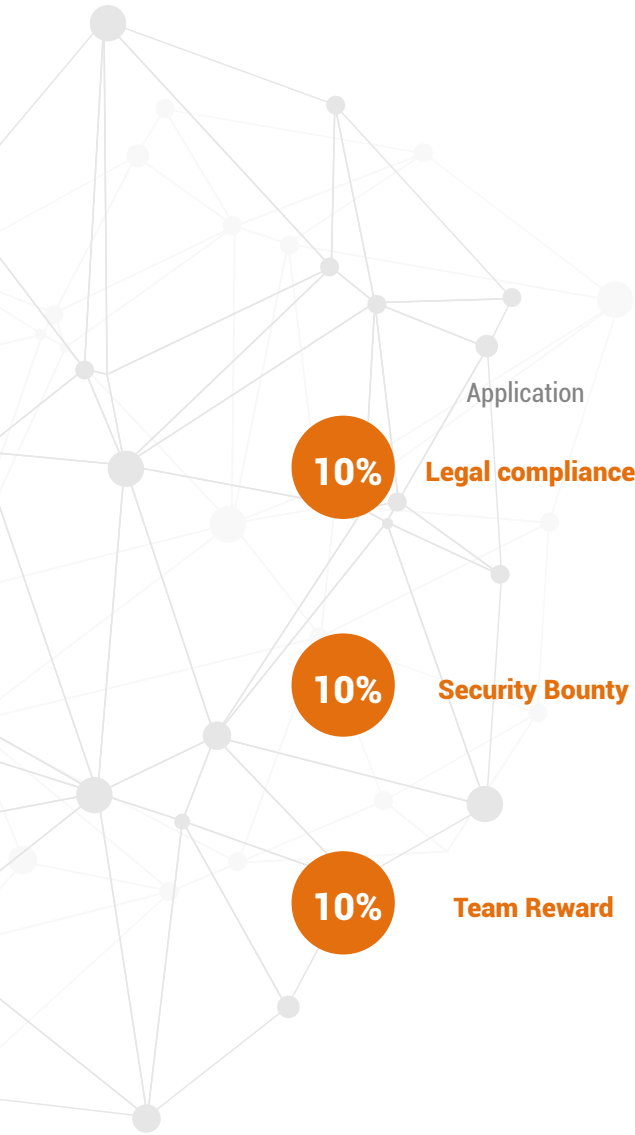 Application
10% Legal compliance
10% Security Bounty
10% Team Reward